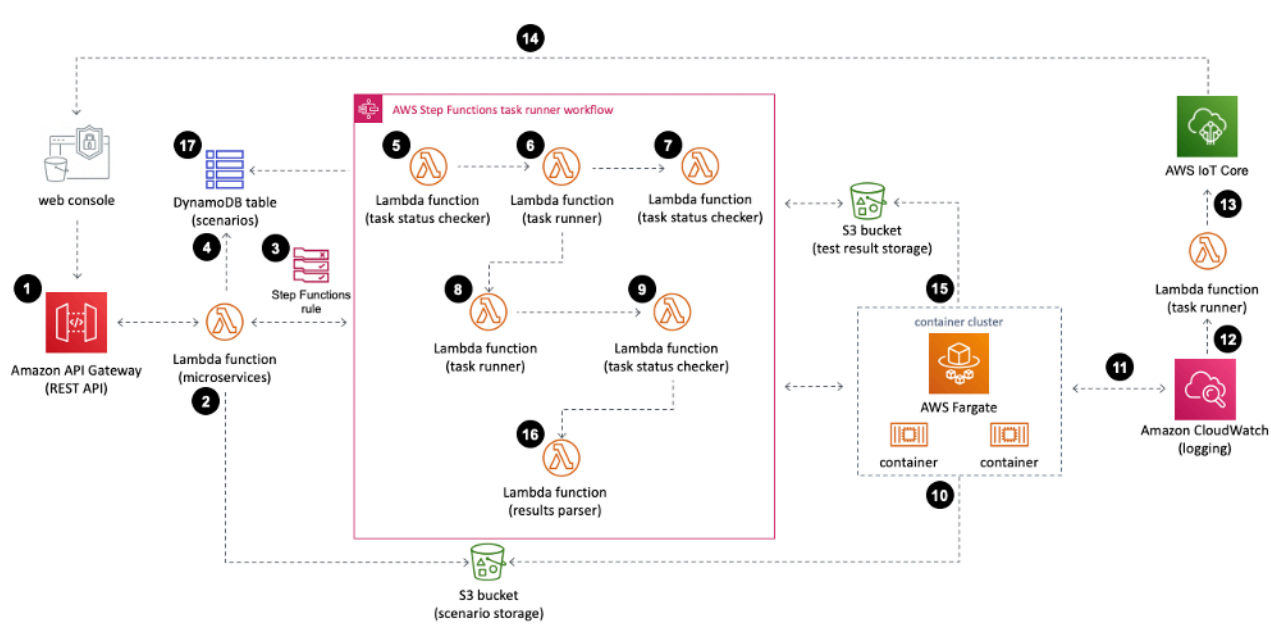 14
AWS Step Functions task runner workflow
web console
17
DynamoDB table
(scenarios)
4
3
Step Functions
rule
5
Lambda function
(task status checker)
6
Lambda function
(task runner)
7
Lambda function
(task status checker)
8
Lambda function
(task runner)
9
Lambda function
(task status checker)
16
Lambda function
(results parser)
1
Amazon API Gateway
(REST API)
Lambda function
(microservices)
2
S3 bucket
(scenario storage)
S3 bucket
(test result storage)
15
container cluster
AWS Fargate
container
container
10
11
AWS IoT Core
13
Lambda function
(task runner)
12
Amazon CloudWatch
(logging)